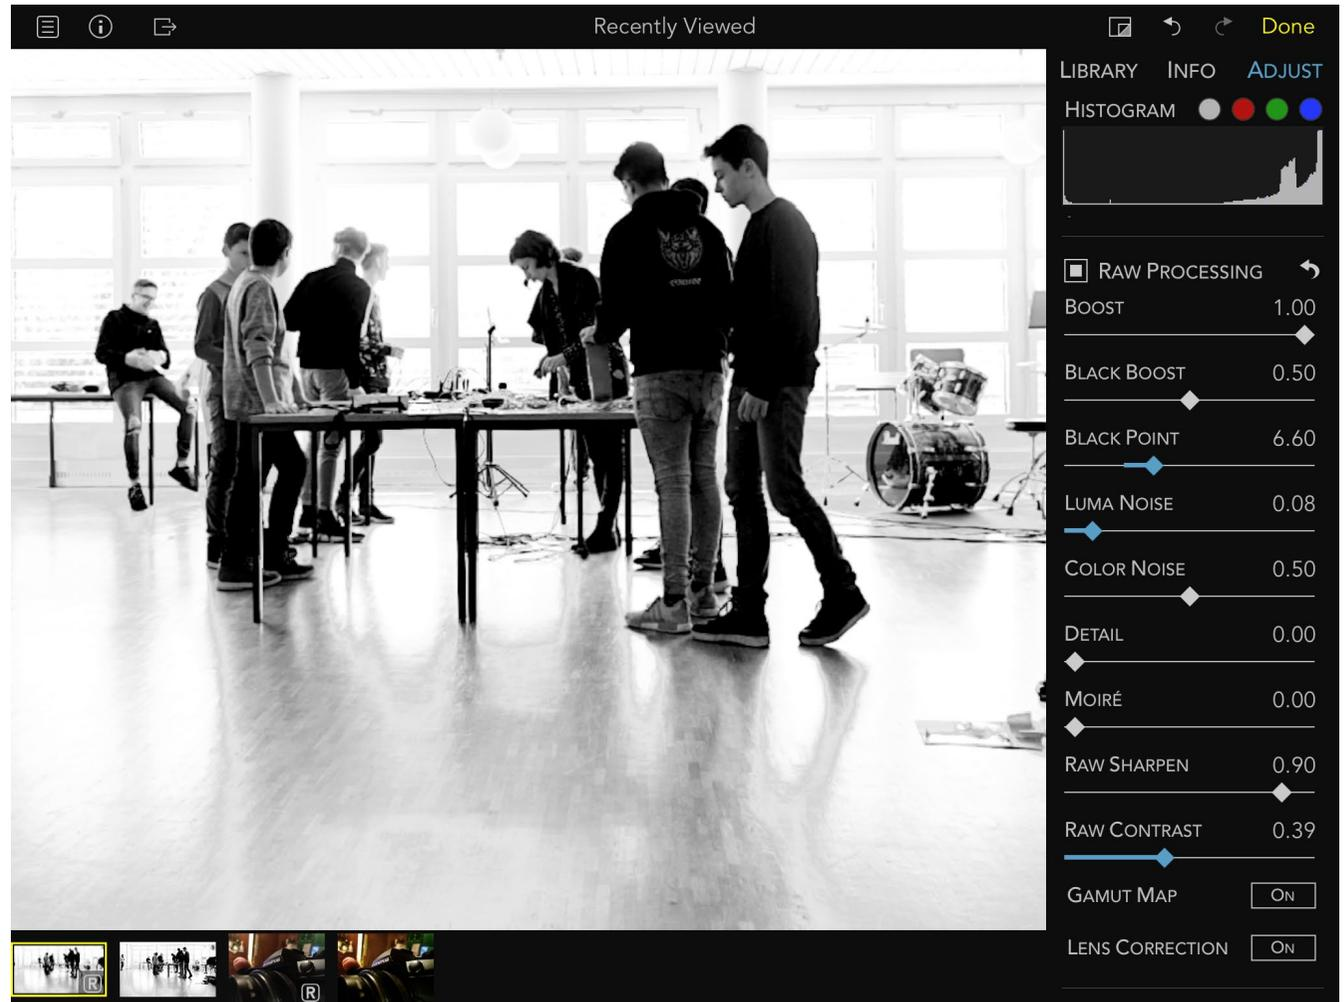 Recently Viewed
Done
LIBRARY INFO ADJUST
HISTOGRAM
RAW PROCESSING
BOOST 1.00
BLACK BOOST 0.50
BLACK POINT 6.60
LUMA NOISE 0.08
COLOR NOISE 0.50
DETAIL 0.00
MOIRÉ 0.00
RAW SHARPEN 0.90
RAW CONTRAST 0.39
GAMUT MAP ON
LENS CORRECTION ON
R
R